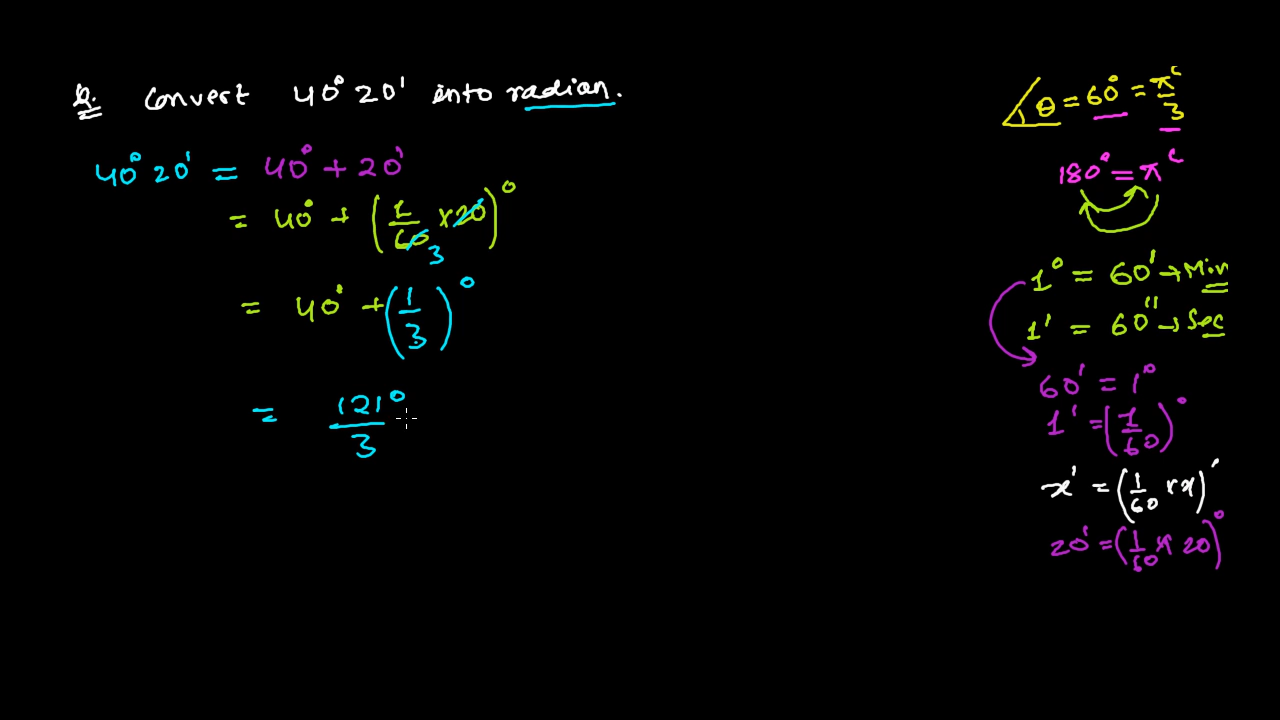 Q. Convert 40° 20' into radian.
40° 20' = 40° + 20'
= 40° + (1/60 × 20)°
3
= 40° + (1/3)°
= 121°/3
θ = 60° = π^c/3
180° = π^c
1° = 60' → Min
1' = 60'' → Sec
60' = 1°
1' = (1/60)°
x' = (1/60 × x)°
20' = (1/60 × 20)°